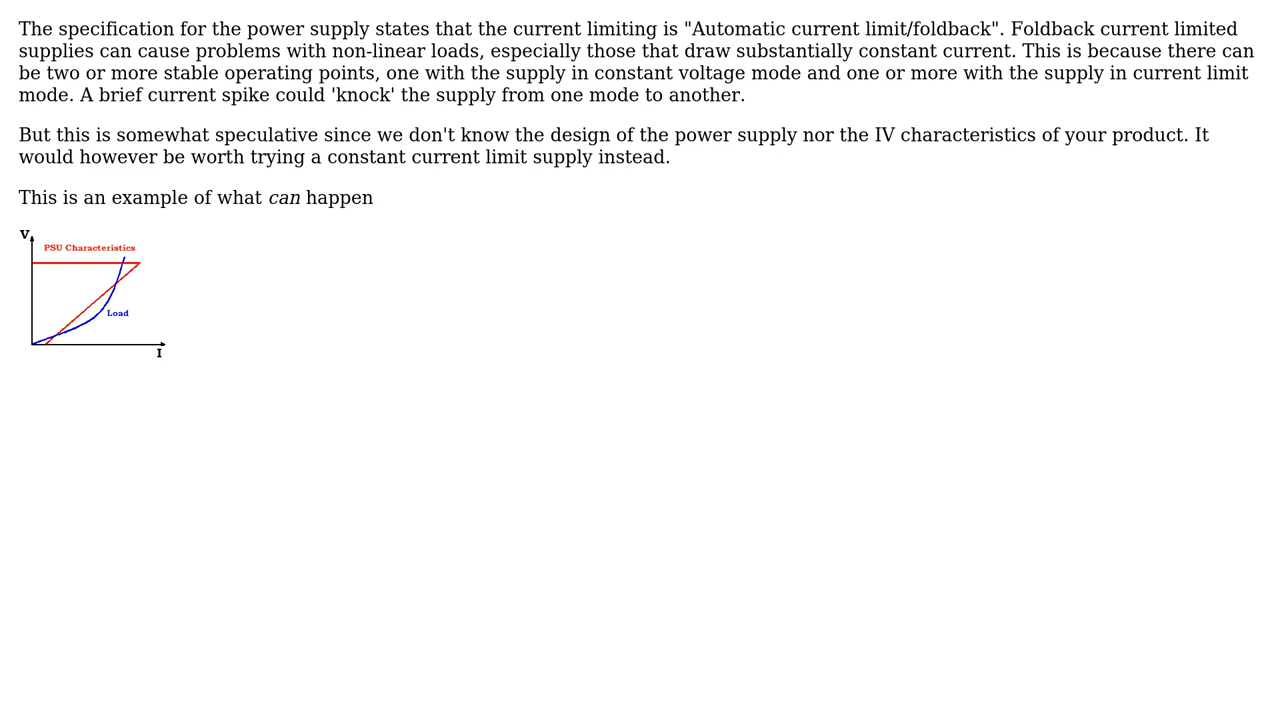 The specification for the power supply states that the current limiting is "Automatic current limit/foldback". Foldback current limited
supplies can cause problems with non-linear loads, especially those that draw substantially constant current. This is because there can
be two or more stable operating points, one with the supply in constant voltage mode and one or more with the supply in current limit
mode. A brief current spike could 'knock' the supply from one mode to another.
But this is somewhat speculative since we don't know the design of the power supply nor the IV characteristics of your product. It
would however be worth trying a constant current limit supply instead.
This is an example of what can happen
V
PSU Characteristics
Load
I